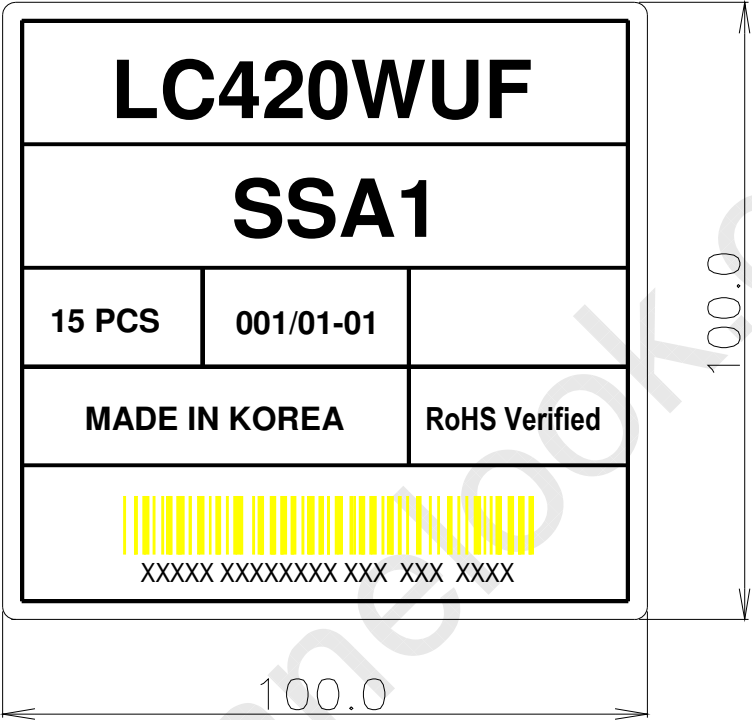 LC420WUF
SSA1
15 PCS 001/01-01
MADE IN KOREA RoHS Verified
XXXXX XXXXXXXX XXX XXX XXXX
100.0
100.0
nelook.